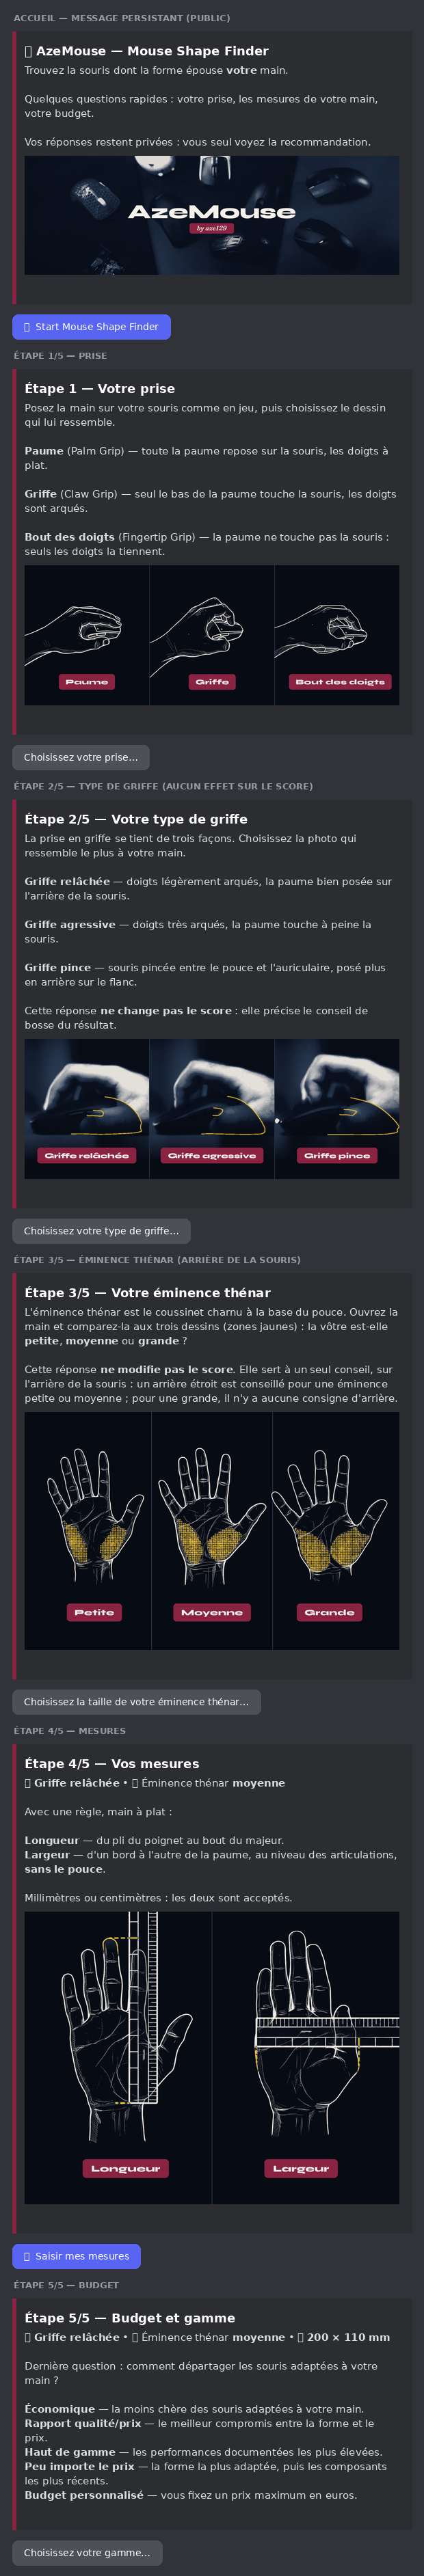 ACCUEIL — MESSAGE PERSISTANT (PUBLIC)
AzeMouse — Mouse Shape Finder
Trouvez la souris dont la forme épouse votre main.
Quelques questions rapides : votre prise, les mesures de votre main,
votre budget.
Vos réponses restent privées : vous seul voyez la recommandation.
AzeMouse
by aze129
Start Mouse Shape Finder
ÉTAPE 1/5 — PRISE
Étape 1 — Votre prise
Posez la main sur votre souris comme en jeu, puis choisissez le dessin
qui lui ressemble.
Paume (Palm Grip) — toute la paume repose sur la souris, les doigts à
plat.
Griffe (Claw Grip) — seul le bas de la paume touche la souris, les doigts
sont arqués.
Bout des doigts (Fingertip Grip) — la paume ne touche pas la souris :
seuls les doigts la tiennent.
Paume Griffe Bout des doigts
Choisissez votre prise…
ÉTAPE 2/5 — TYPE DE GRIFFE (AUCUN EFFET SUR LE SCORE)
Étape 2/5 — Votre type de griffe
La prise en griffe se tient de trois façons. Choisissez la photo qui
ressemble le plus à votre main.
Griffe relâchée — doigts légèrement arqués, la paume bien posée sur
l'arrière de la souris.
Griffe agressive — doigts très arqués, la paume touche à peine la
souris.
Griffe pince — souris pincée entre le pouce et l'auriculaire, posé plus
en arrière sur le flanc.
Cette réponse ne change pas le score : elle précise le conseil de
bosse du résultat.
Griffe relâchée Griffe agressive Griffe pince
Choisissez votre type de griffe…
ÉTAPE 3/5 — ÉMINENCE THÉNAR (ARRIÈRE DE LA SOURIS)
Étape 3/5 — Votre éminence thénar
L'éminence thénar est le coussinet charnu à la base du pouce. Ouvrez la
main et comparez-la aux trois dessins (zones jaunes) : la vôtre est-elle
petite, moyenne ou grande ?
Cette réponse ne modifie pas le score. Elle sert à un seul conseil, sur
l'arrière de la souris : un arrière étroit est conseillé pour une éminence
petite ou moyenne ; pour une grande, il n'y a aucune consigne d'arrière.
Petite Moyenne Grande
Choisissez la taille de votre éminence thénar…
ÉTAPE 4/5 — MESURES
Étape 4/5 — Vos mesures
Griffe relâchée • Éminence thénar moyenne
Avec une règle, main à plat :
Longueur — du pli du poignet au bout du majeur.
Largeur — d'un bord à l'autre de la paume, au niveau des articulations,
sans le pouce.
Millimètres ou centimètres : les deux sont acceptés.
Longueur Largeur
Saisir mes mesures
ÉTAPE 5/5 — BUDGET
Étape 5/5 — Budget et gamme
Griffe relâchée • Éminence thénar moyenne • 200 × 110 mm
Dernière question : comment départager les souris adaptées à votre
main ?
Économique — la moins chère des souris adaptées à votre main.
Rapport qualité/prix — le meilleur compromis entre la forme et le
prix.
Haut de gamme — les performances documentées les plus élevées.
Peu importe le prix — la forme la plus adaptée, puis les composants
les plus récents.
Budget personnalisé — vous fixez un prix maximum en euros.
Choisissez votre gamme…